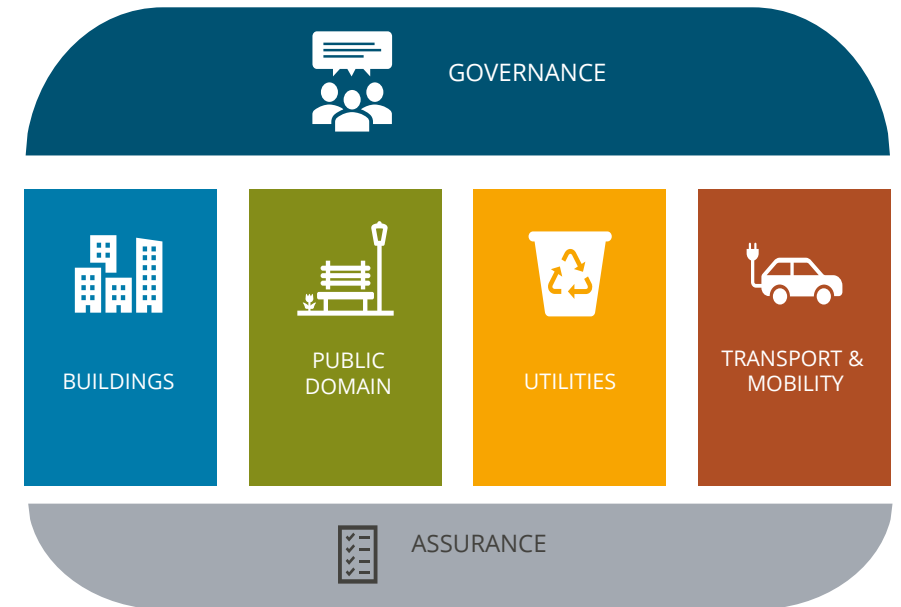 GOVERNANCE
BUILDINGS
PUBLIC
DOMAIN
UTILITIES
TRANSPORT &
MOBILITY
ASSURANCE